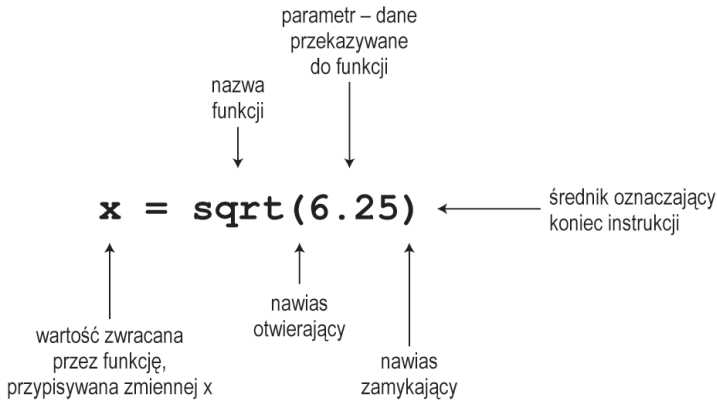 parametr – dane
przekazywane
do funkcji
nazwa
funkcji
x = sqrt(6.25)
średnik oznaczający
koniec instrukcji
nawias
otwierający
wartość zwracana
przez funkcję,
przypisywana zmiennej x
nawias
zamykający